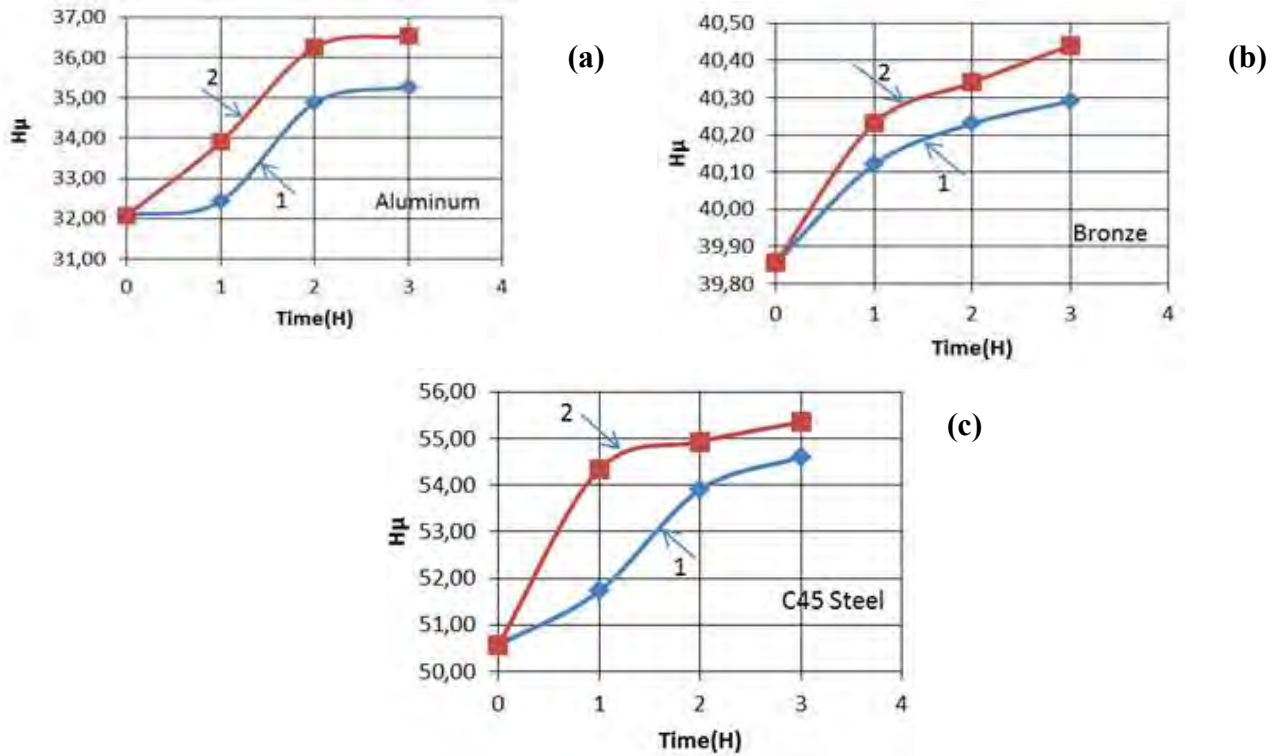 37,00
36,00
35,00
34,00
33,00
32,00
31,00
Hµ
2
1
Aluminum
0 1 2 3 4
Time(H)
(a)
40,50
40,40
40,30
40,20
40,10
40,00
39,90
39,80
Hµ
2
1
Bronze
0 1 2 3 4
Time(H)
(b)
56,00
55,00
54,00
53,00
52,00
51,00
50,00
Hµ
2
1
C45 Steel
0 1 2 3 4
Time(H)
(c)